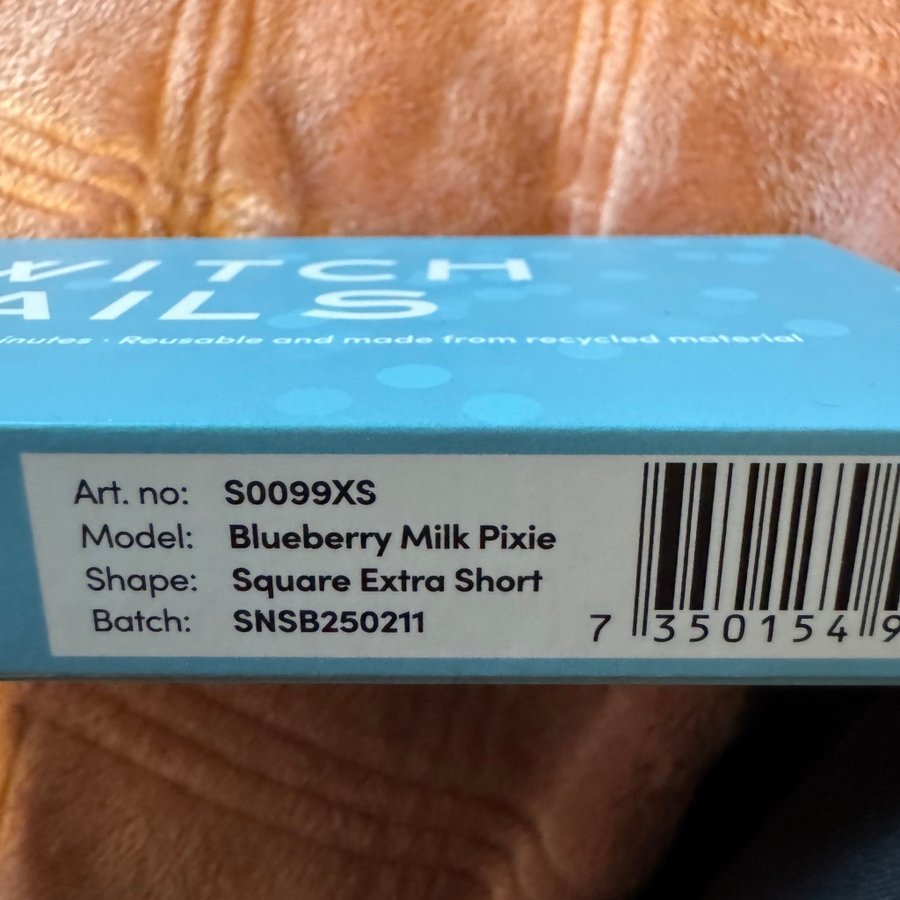 WITCH
AILS
inutes · Reusable and made from recycled material
Art. no: S0099XS
Model: Blueberry Milk Pixie
Shape: Square Extra Short
Batch: SNSB250211
7 350154 9